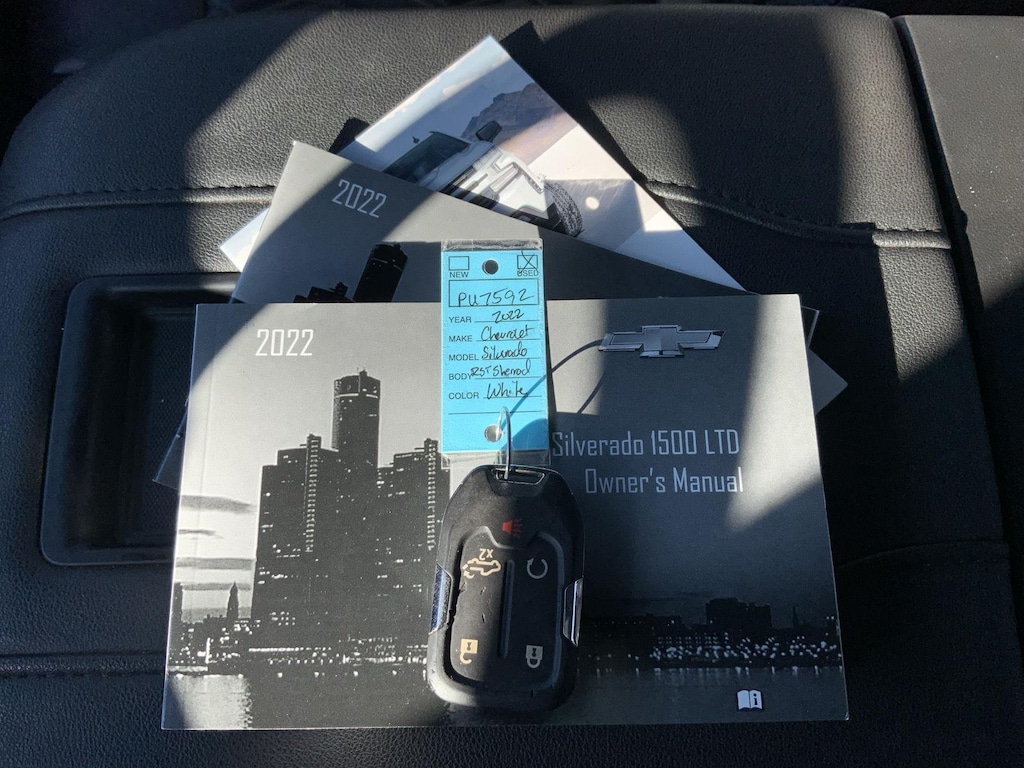 2022
NEW
USED
PU7592
YEAR 2022
MAKE Chevrolet
MODEL Silverado
BODY RST
COLOR White
2022
Silverado 1500 LTD
Owner's Manual
X2